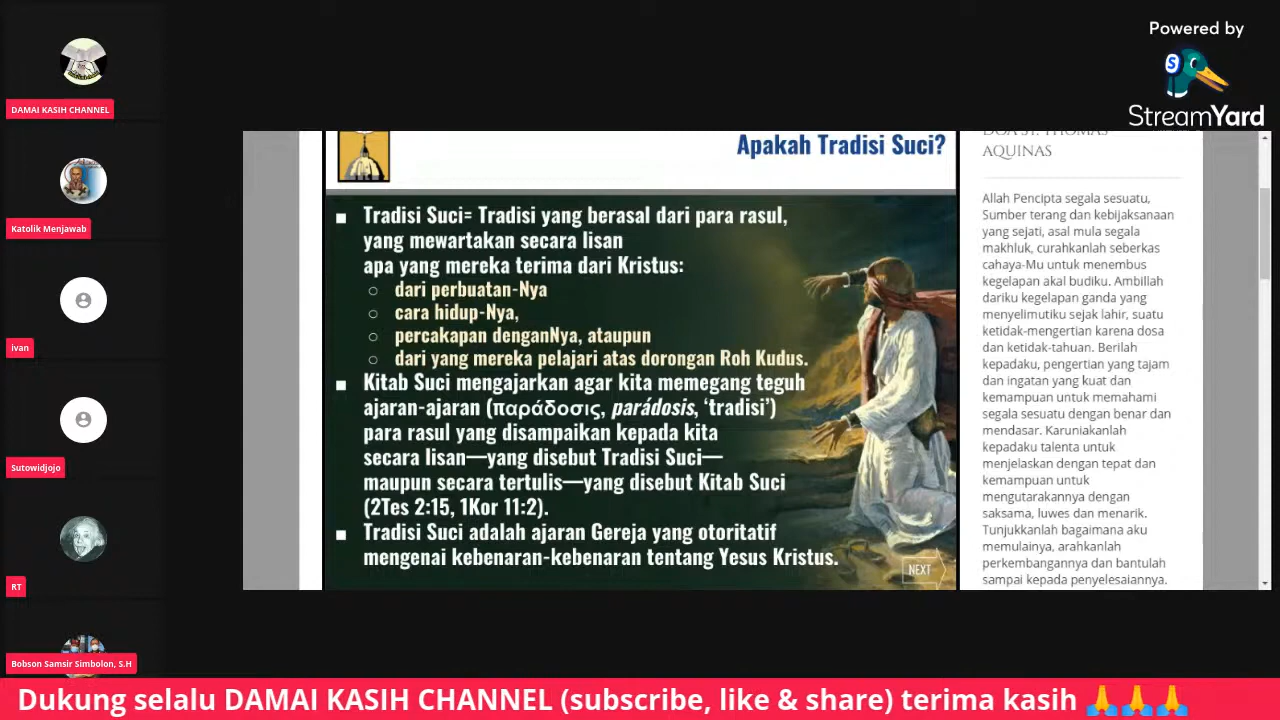 DAMAI KASIH CHANNEL
Katolik Menjawab
ivan
Sutowidjojo
RT
Bobson Samsir Simbolon, S.H
Powered by
S
StreamYard
Apakah Tradisi Suci?
▪ Tradisi Suci= Tradisi yang berasal dari para rasul,
yang mewartakan secara lisan
apa yang mereka terima dari Kristus:
○ dari perbuatan-Nya
○ cara hidup-Nya,
○ percakapan denganNya, ataupun
○ dari yang mereka pelajari atas dorongan Roh Kudus.
▪ Kitab Suci mengajarkan agar kita memegang teguh
ajaran-ajaran (παράδοσις, parádosis, ‘tradisi’)
para rasul yang disampaikan kepada kita
secara lisan—yang disebut Tradisi Suci—
maupun secara tertulis—yang disebut Kitab Suci
(2Tes 2:15, 1Kor 11:2).
▪ Tradisi Suci adalah ajaran Gereja yang otoritatif
mengenai kebenaran-kebenaran tentang Yesus Kristus.
NEXT
DOA ST. THOMAS
AQUINAS
Allah Pencipta segala sesuatu,
Sumber terang dan kebijaksanaan
yang sejati, asal mula segala
makhluk, curahkanlah seberkas
cahaya-Mu untuk menembus
kegelapan akal budiku. Ambillah
dariku kegelapan ganda yang
menyelimutiku sejak lahir, suatu
ketidak-mengertian karena dosa
dan ketidak-tahuan. Berilah
kepadaku, pengertian yang tajam
dan ingatan yang kuat dan
kemampuan untuk memahami
segala sesuatu dengan benar dan
mendasar. Karuniakanlah
kepadaku talenta untuk
menjelaskan dengan tepat dan
kemampuan untuk
mengutarakannya dengan
saksama, luwes dan menarik.
Tunjukkanlah bagaimana aku
memulainya, arahkanlah
perkembangannya dan bantulah
sampai kepada penyelesaiannya.
Dukung selalu DAMAI KASIH CHANNEL (subscribe, like & share) terima kasih 🙏🙏🙏